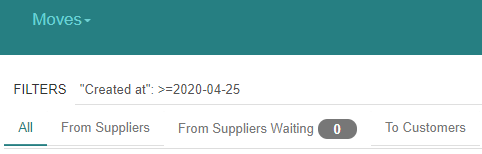 Moves
FILTERS "Created at": >=2020-04-25
All From Suppliers From Suppliers Waiting 0 To Customers